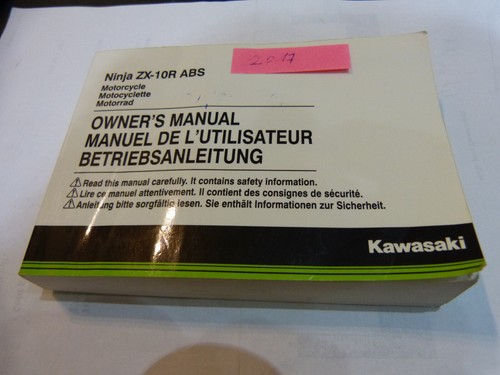 Ninja ZX-10R ABS
2017
Motorcycle
Motocyclette
Motorrad
OWNER'S MANUAL
MANUEL DE L'UTILISATEUR
BETRIEBSANLEITUNG
Read this manual carefully. It contains safety information.
Lire ce manuel attentivement. Il contient des consignes de sécurité.
Anleitung bitte sorgfältig lesen. Sie enthält Informationen zur Sicherheit.
Kawasaki